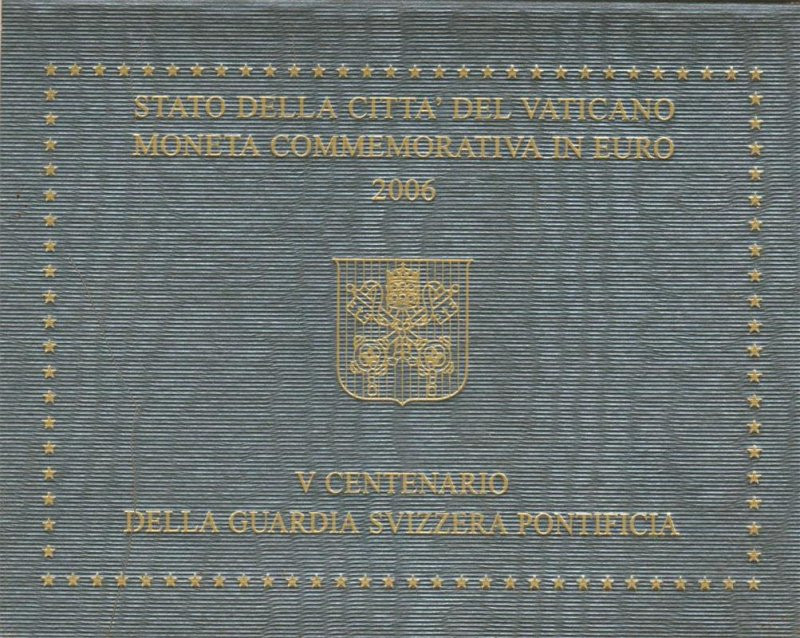 STATO DELLA CITTA' DEL VATICANO
MONETA COMMEMORATIVA IN EURO
2006
V CENTENARIO
DELLA GUARDIA SVIZZERA PONTIFICIA